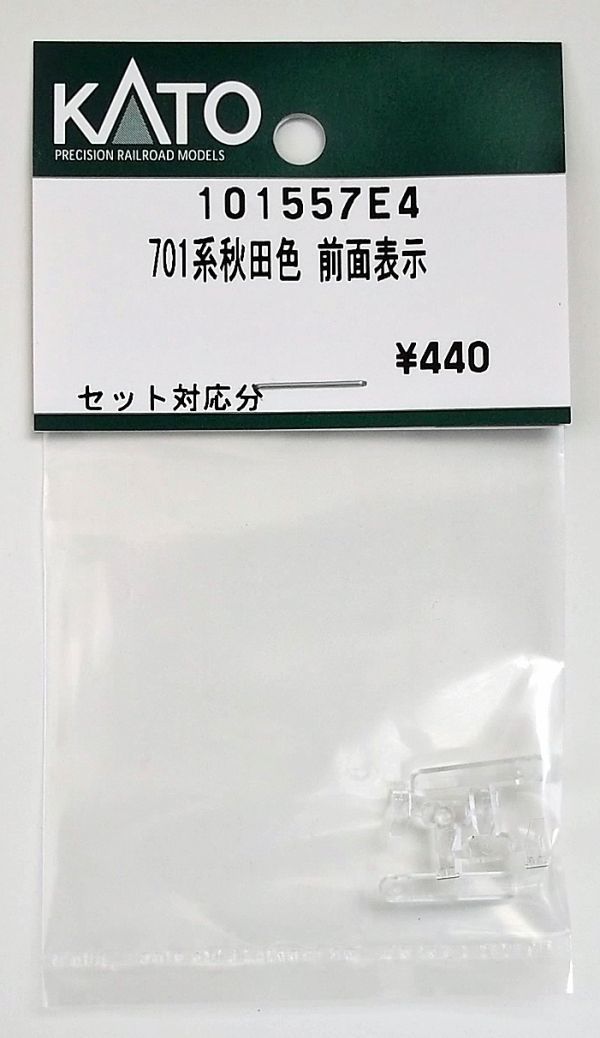 KATO
PRECISION RAILROAD MODELS
101557E4
701系秋田色 前面表示
¥440
セット対応分